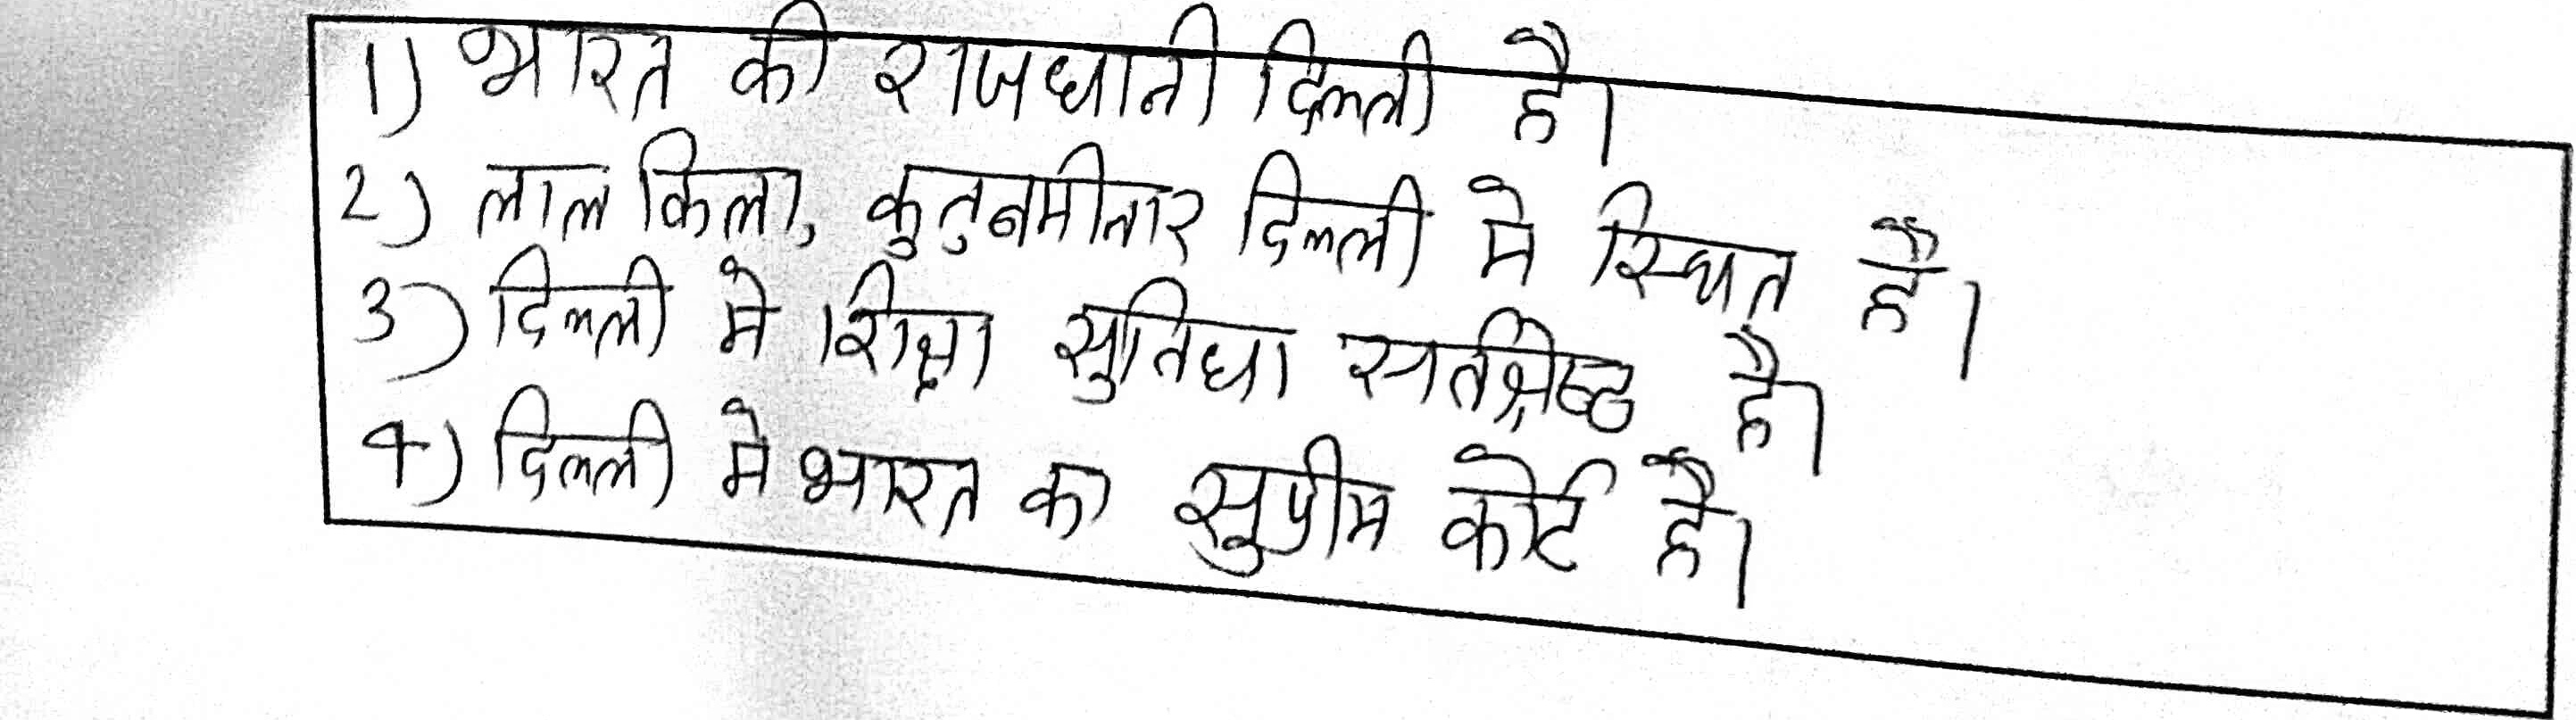 1) भारत की राजधानी दिल्ली है।
2) लाल किला, कुतुबमीनार दिल्ली मे स्थित है।
3) दिल्ली मे शिक्षा सुविधा सर्वश्रेष्ठ है।
4) दिल्ली मे भारत का सुप्रीम कोर्ट है।